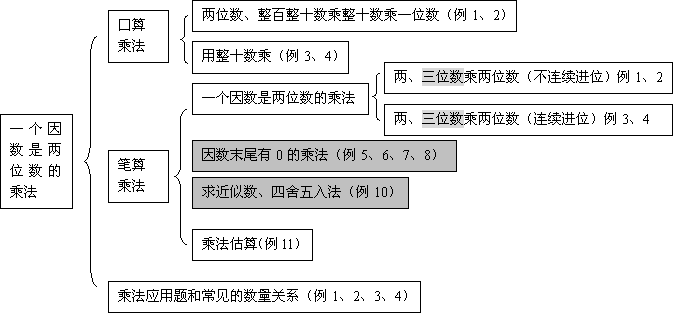 一个因
数是两
位数的
乘法
口算
乘法
两位数、整百整十数乘整十数乘一位数（例 1、2）
用整十数乘（例 3、4）
笔算
乘法
一个因数是两位数的乘法
两、三位数乘两位数（不连续进位）例 1、2
两、三位数乘两位数（连续进位）例 3、4
因数末尾有 0 的乘法（例 5、6、7、8）
求近似数、四舍五入法（例 10）
乘法估算(例 11）
乘法应用题和常见的数量关系（例 1、2、3、4）